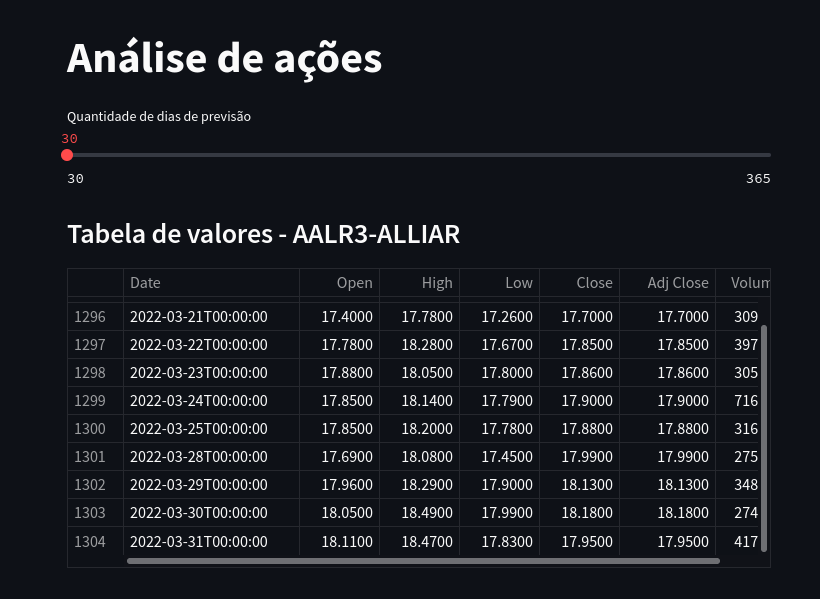 Análise de ações
Quantidade de dias de previsão
30
30 365
Tabela de valores - AALR3-ALLIAR
Date Open High Low Close Adj Close Volum
1296 2022-03-21T00:00:00 17.4000 17.7800 17.2600 17.7000 17.7000 309
1297 2022-03-22T00:00:00 17.7800 18.2800 17.6700 17.8500 17.8500 397
1298 2022-03-23T00:00:00 17.8800 18.0500 17.8000 17.8600 17.8600 305
1299 2022-03-24T00:00:00 17.8500 18.1400 17.7900 17.9000 17.9000 716
1300 2022-03-25T00:00:00 17.8500 18.2000 17.7800 17.8800 17.8800 316
1301 2022-03-28T00:00:00 17.6900 18.0800 17.4500 17.9900 17.9900 275
1302 2022-03-29T00:00:00 17.9600 18.2900 17.9000 18.1300 18.1300 348
1303 2022-03-30T00:00:00 18.0500 18.4900 17.9900 18.1800 18.1800 274
1304 2022-03-31T00:00:00 18.1100 18.4700 17.8300 17.9500 17.9500 417